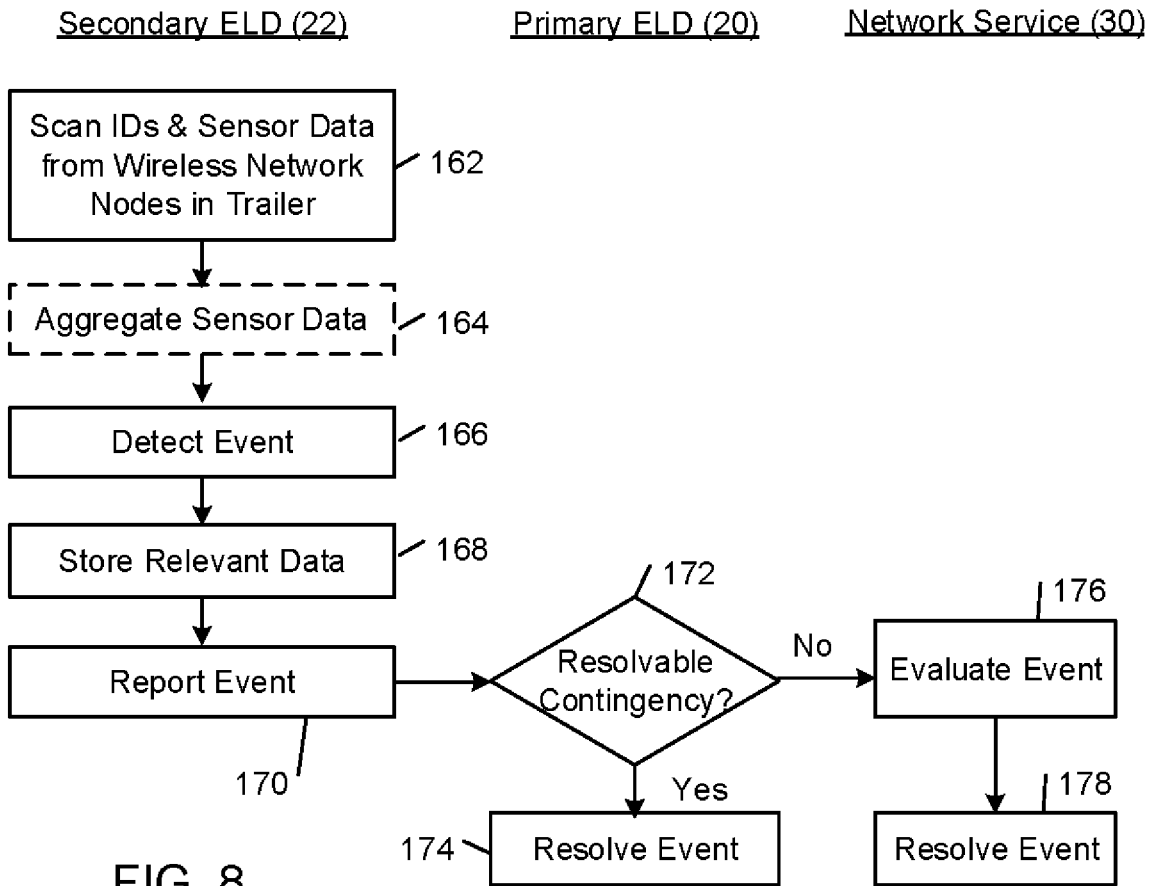 Secondary ELD (22)
Primary ELD (20)
Network Service (30)
Scan IDs & Sensor Data
from Wireless Network
Nodes in Trailer
162
Aggregate Sensor Data
164
Detect Event
166
Store Relevant Data
168
Report Event
170
172
Resolvable
Contingency?
No
Yes
174
Resolve Event
176
Evaluate Event
178
Resolve Event
FIG. 8